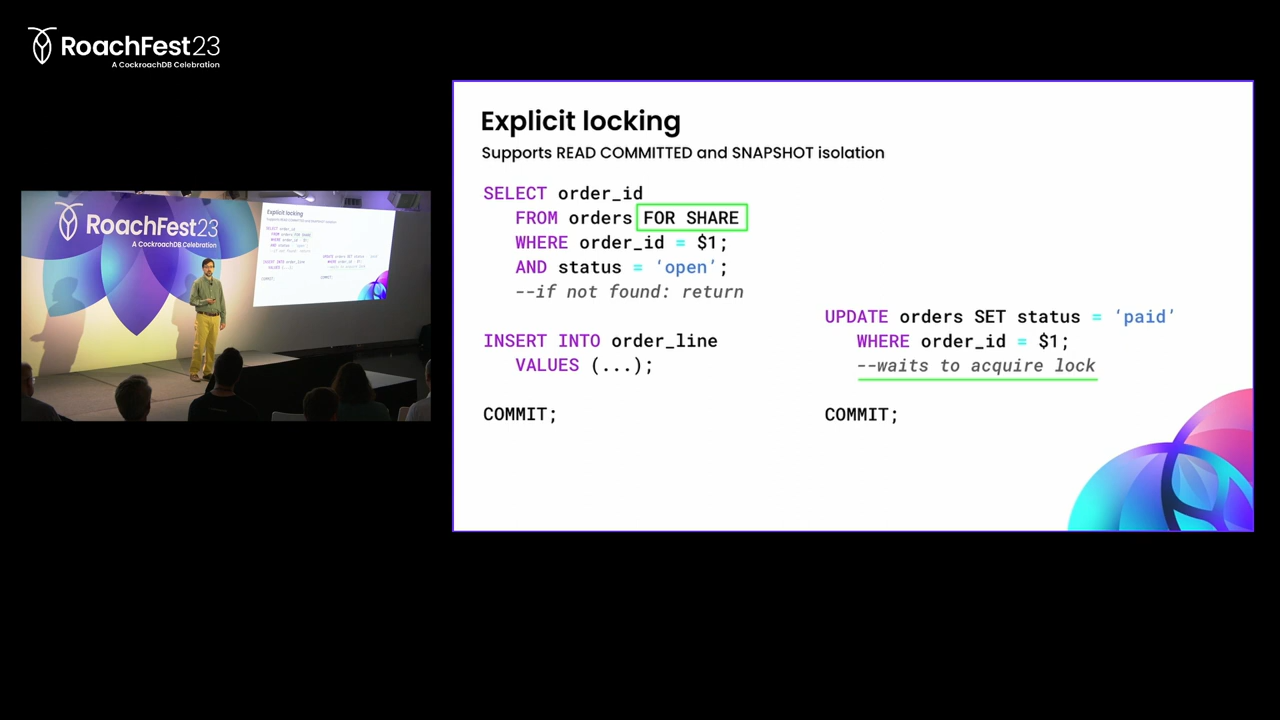 RoachFest23
A CockroachDB Celebration
RoachFest23
A CockroachDB Celebration
Explicit locking
Explicit locking
Supports READ COMMITTED and SNAPSHOT isolation
SELECT order_id
FROM orders FOR SHARE
WHERE order_id = $1;
AND status = ‘open’;
--if not found: return
INSERT INTO order_line
VALUES (...);
COMMIT;
UPDATE orders SET status = ‘paid’
WHERE order_id = $1;
--waits to acquire lock
COMMIT;